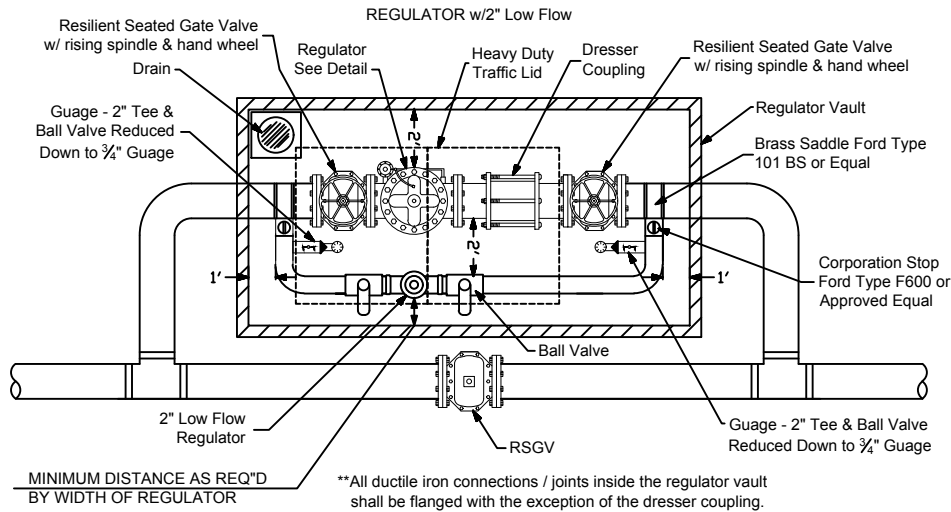 REGULATOR w/2" Low Flow
Resilient Seated Gate Valve
w/ rising spindle & hand wheel
Drain
Guage - 2" Tee &
Ball Valve Reduced
Down to ¾" Guage
Regulator
See Detail
Heavy Duty
Traffic Lid
Dresser
Coupling
Resilient Seated Gate Valve
w/ rising spindle & hand wheel
Regulator Vault
Brass Saddle Ford Type
101 BS or Equal
2'
2'
1'
1'
Corporation Stop
Ford Type F600 or
Approved Equal
Ball Valve
2" Low Flow
Regulator
RSGV
Guage - 2" Tee & Ball Valve
Reduced Down to ¾" Guage
MINIMUM DISTANCE AS REQ"D
BY WIDTH OF REGULATOR
**All ductile iron connections / joints inside the regulator vault
shall be flanged with the exception of the dresser coupling.